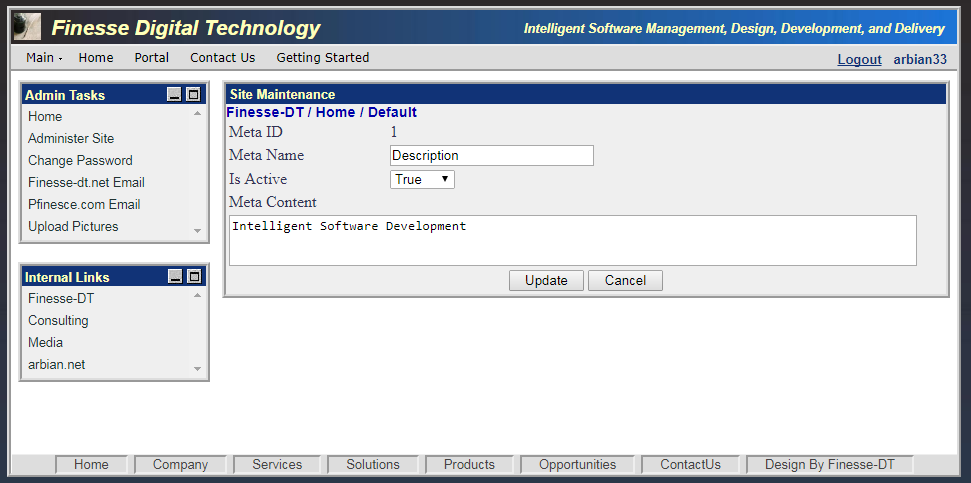 Finesse Digital Technology
Intelligent Software Management, Design, Development, and Delivery
Main Home Portal Contact Us Getting Started
Logout arbian33
Admin Tasks
Home
Administer Site
Change Password
Finesse-dt.net Email
Pfinesce.com Email
Upload Pictures
Internal Links
Finesse-DT
Consulting
Media
arbian.net
Site Maintenance
Finesse-DT / Home / Default
Meta ID 1
Meta Name Description
Is Active True
Meta Content
Intelligent Software Development
Update Cancel
Home Company Services Solutions Products Opportunities ContactUs Design By Finesse-DT